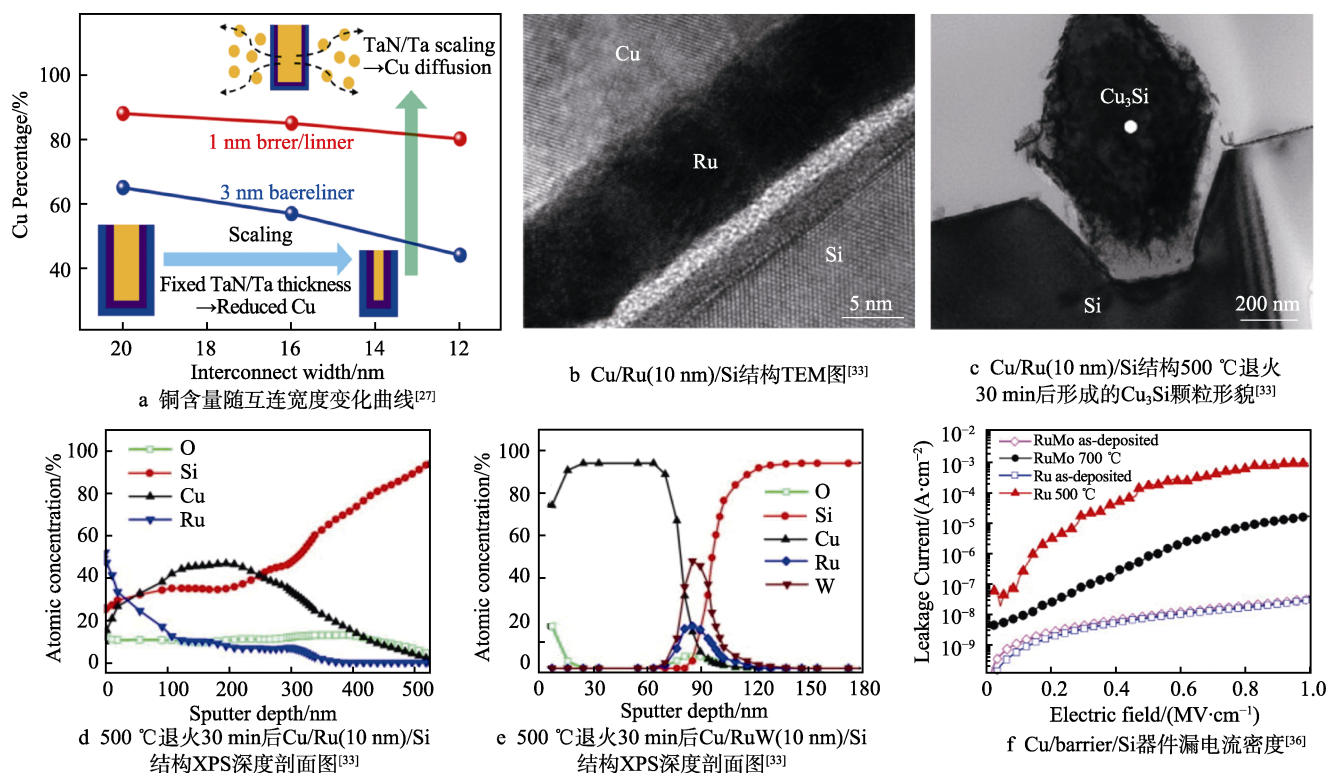 Cu Percentage/%
100
80
60
40
20
18
16
14
12
Interconnect width/nm
TaN/Ta scaling
→Cu diffusion
1 nm brrer/linner
3 nm baereliner
Scaling
Fixed TaN/Ta thickness
→Reduced Cu
a 铜含量随互连宽度变化曲线[27]
Cu
Ru
Si
5 nm
b Cu/Ru(10 nm)/Si结构TEM图[33]
Cu₃Si
Si
200 nm
c Cu/Ru(10 nm)/Si结构500 ℃退火
30 min后形成的Cu₃Si颗粒形貌[33]
Atomic concentration/%
100
80
60
40
20
0
O
Si
Cu
Ru
0
100
200
300
400
500
Sputter depth/nm
d 500 ℃退火30 min后Cu/Ru(10 nm)/Si
结构XPS深度剖面图[33]
Atomic concentration/%
100
80
60
40
20
0
O
Si
Cu
Ru
W
0
30
60
90
120
150
180
Sputter depth/nm
e 500 ℃退火30 min后Cu/RuW(10 nm)/Si
结构XPS深度剖面图[33]
Leakage Current/(A·cm⁻²)
10⁻²
10⁻²
10⁻³
10⁻⁴
10⁻⁵
10⁻⁶
10⁻⁷
10⁻⁸
10⁻⁹
RuMo as-deposited
RuMo 700 ℃
Ru as-deposited
Ru 500 ℃
0
0.2
0.4
0.6
0.8
1.0
Electric field/(MV·cm⁻¹)
f Cu/barrier/Si器件漏电流密度[36]